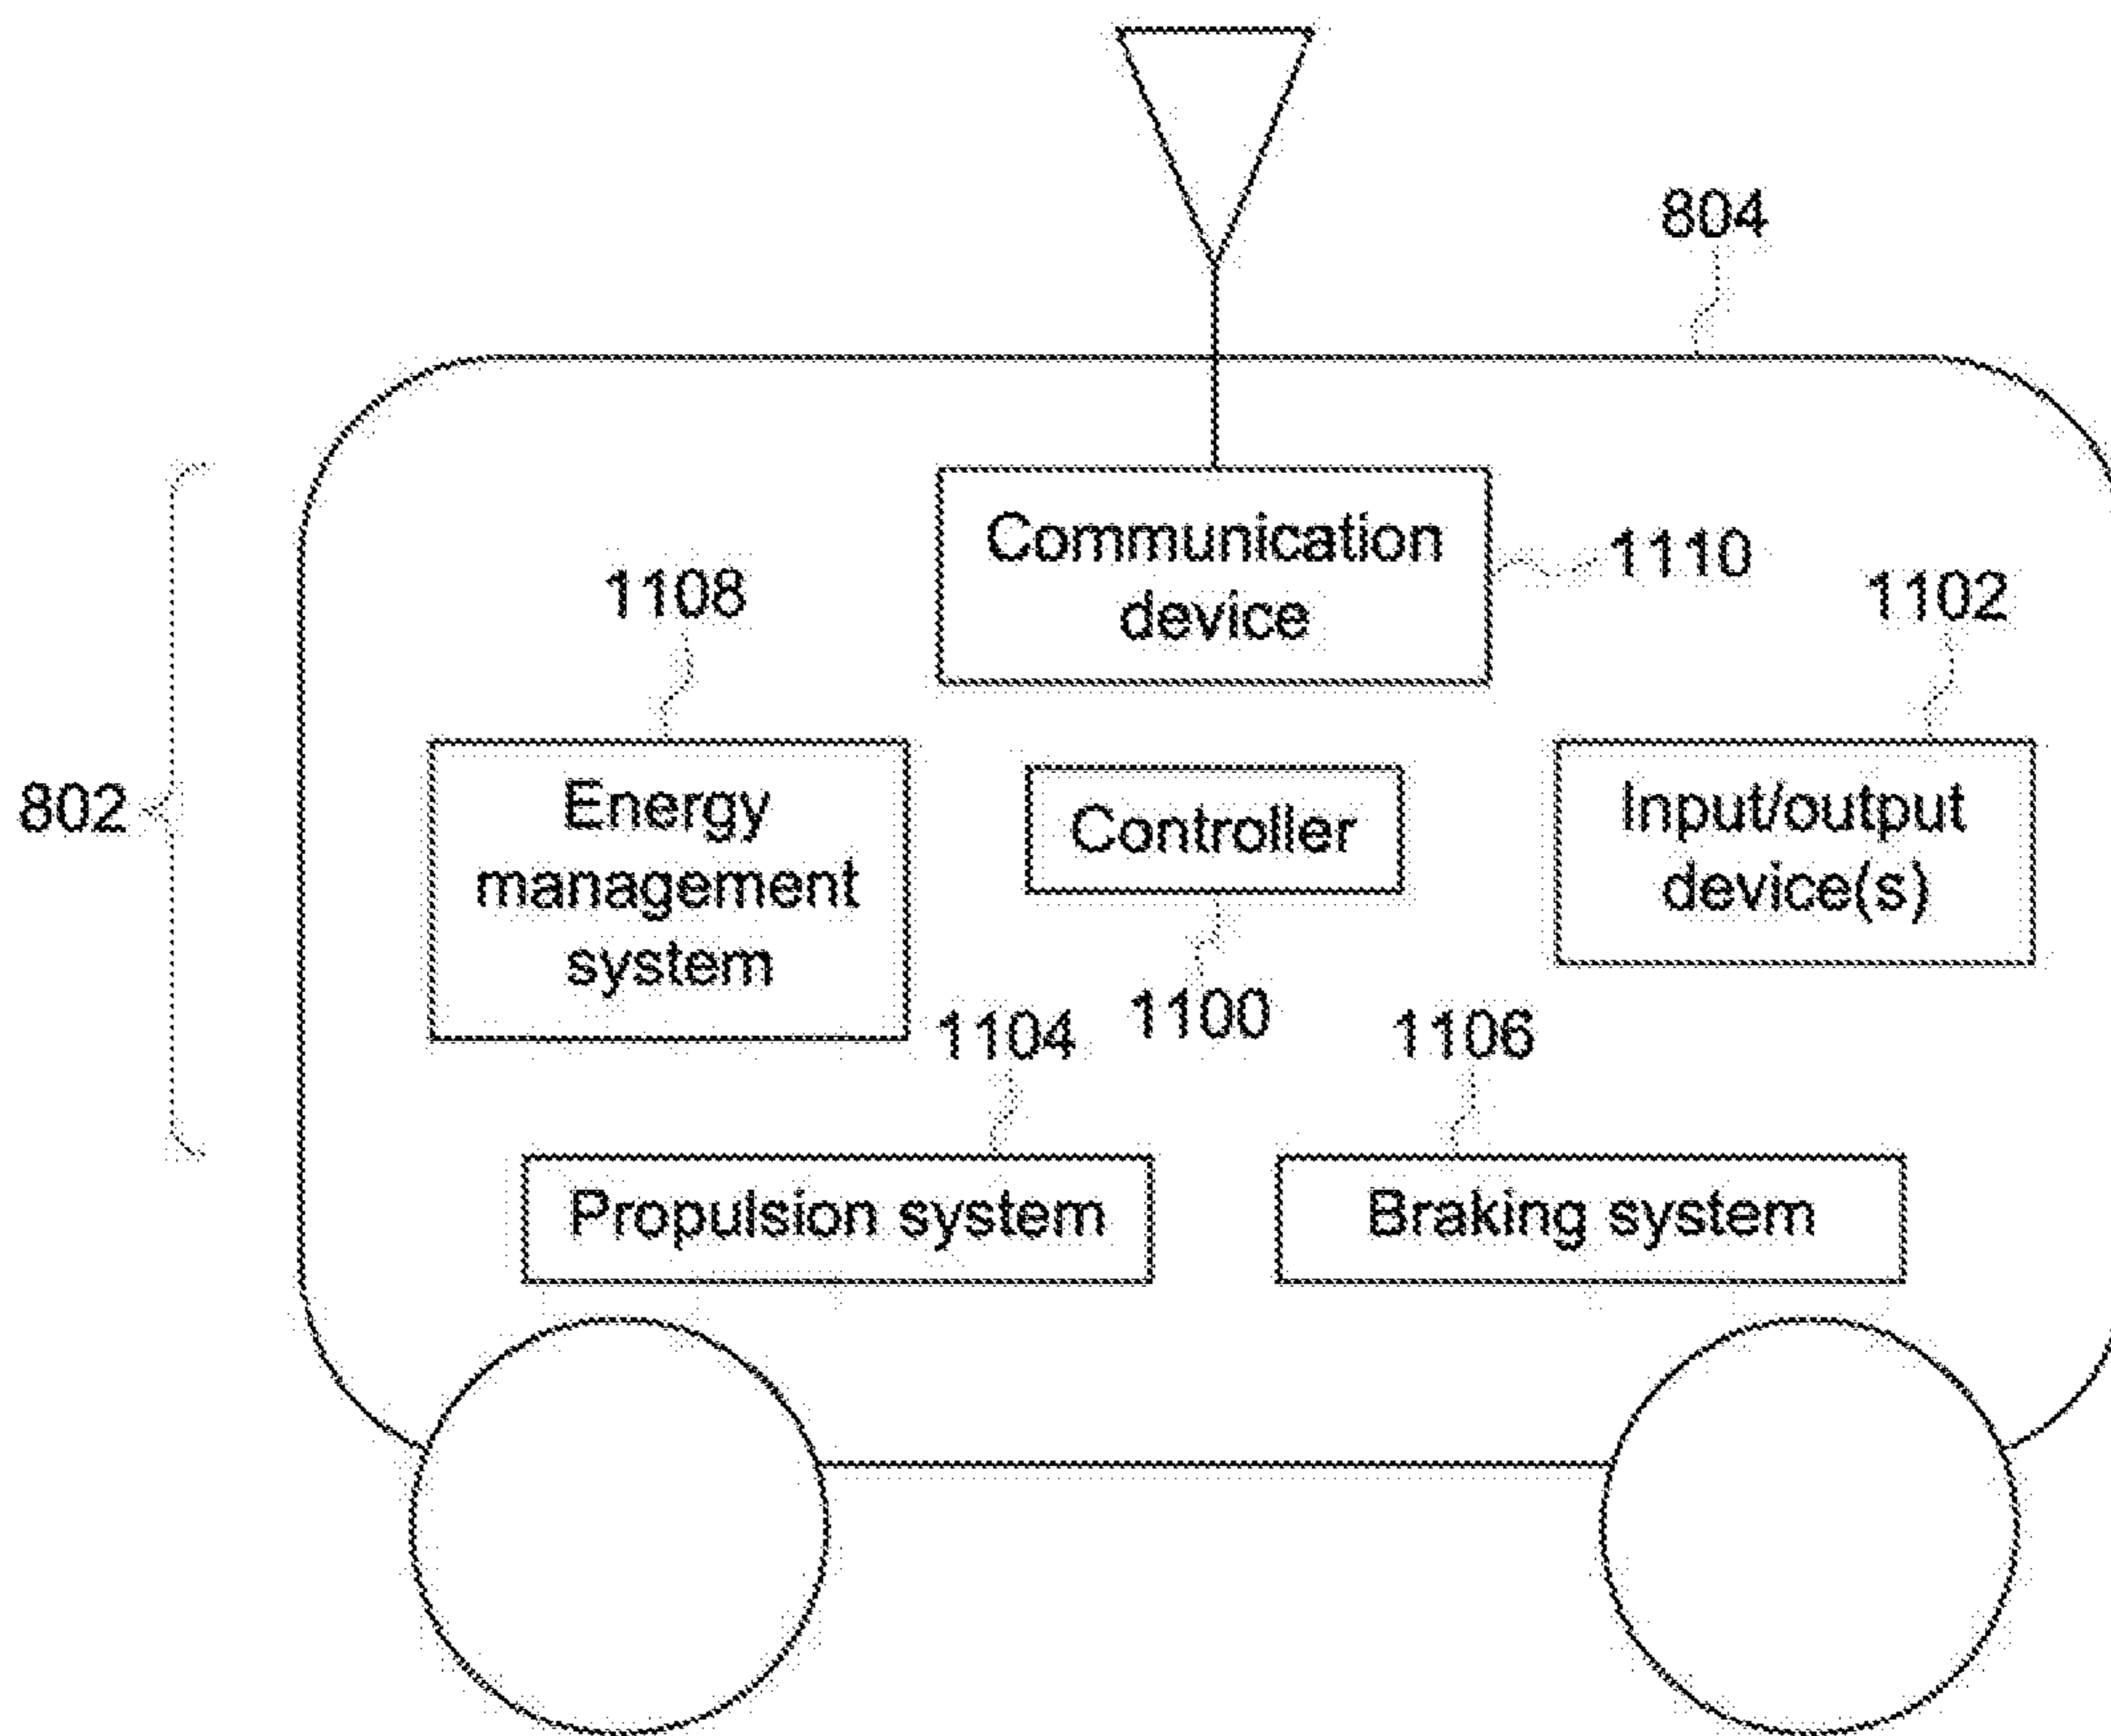 804
Communication
device
1110
1108
1102
802
Energy
management
system
Controller
Input/output
device(s)
1100
1104
1106
Propulsion system
Braking system